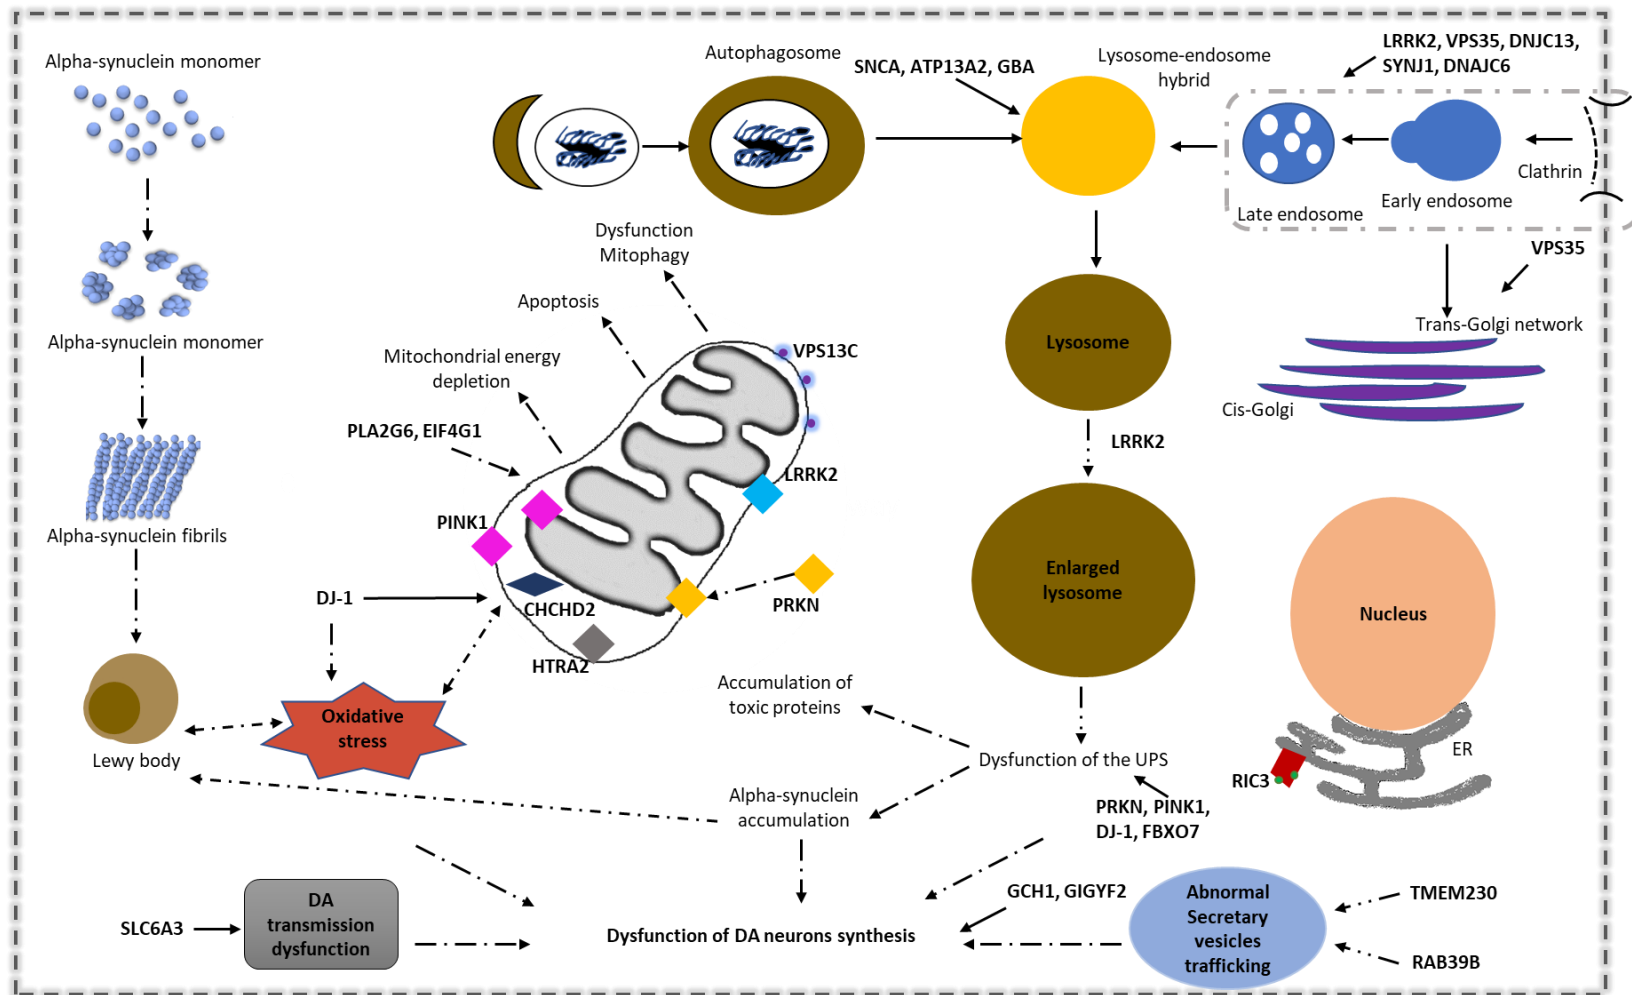 Alpha-synuclein monomer
Autophagosome
SNCA, ATP13A2, GBA
Lysosome-endosome
hybrid
LRRK2, VPS35, DNJC13,
SYNJ1, DNAJC6
Clathrin
Early endosome
Late endosome
Dysfunction
Mitophagy
VPS35
Apoptosis
Trans-Golgi network
Alpha-synuclein monomer
Lysosome
VPS13C
Mitochondrial energy
depletion
Cis-Golgi
PLA2G6, EIF4G1
LRRK2
LRRK2
PINK1
Alpha-synuclein fibrils
Enlarged
lysosome
DJ-1
CHCHD2
PRKN
Nucleus
HTRA2
Accumulation of
toxic proteins
Oxidative
stress
Lewy body
Dysfunction of the UPS
ER
RIC3
Alpha-synuclein
accumulation
PRKN, PINK1,
DJ-1, FBXO7
GCH1, GIGYF2
DA
transmission
dysfunction
SLC6A3
Dysfunction of DA neurons synthesis
Abnormal
Secretary
vesicles
trafficking
TMEM230
RAB39B